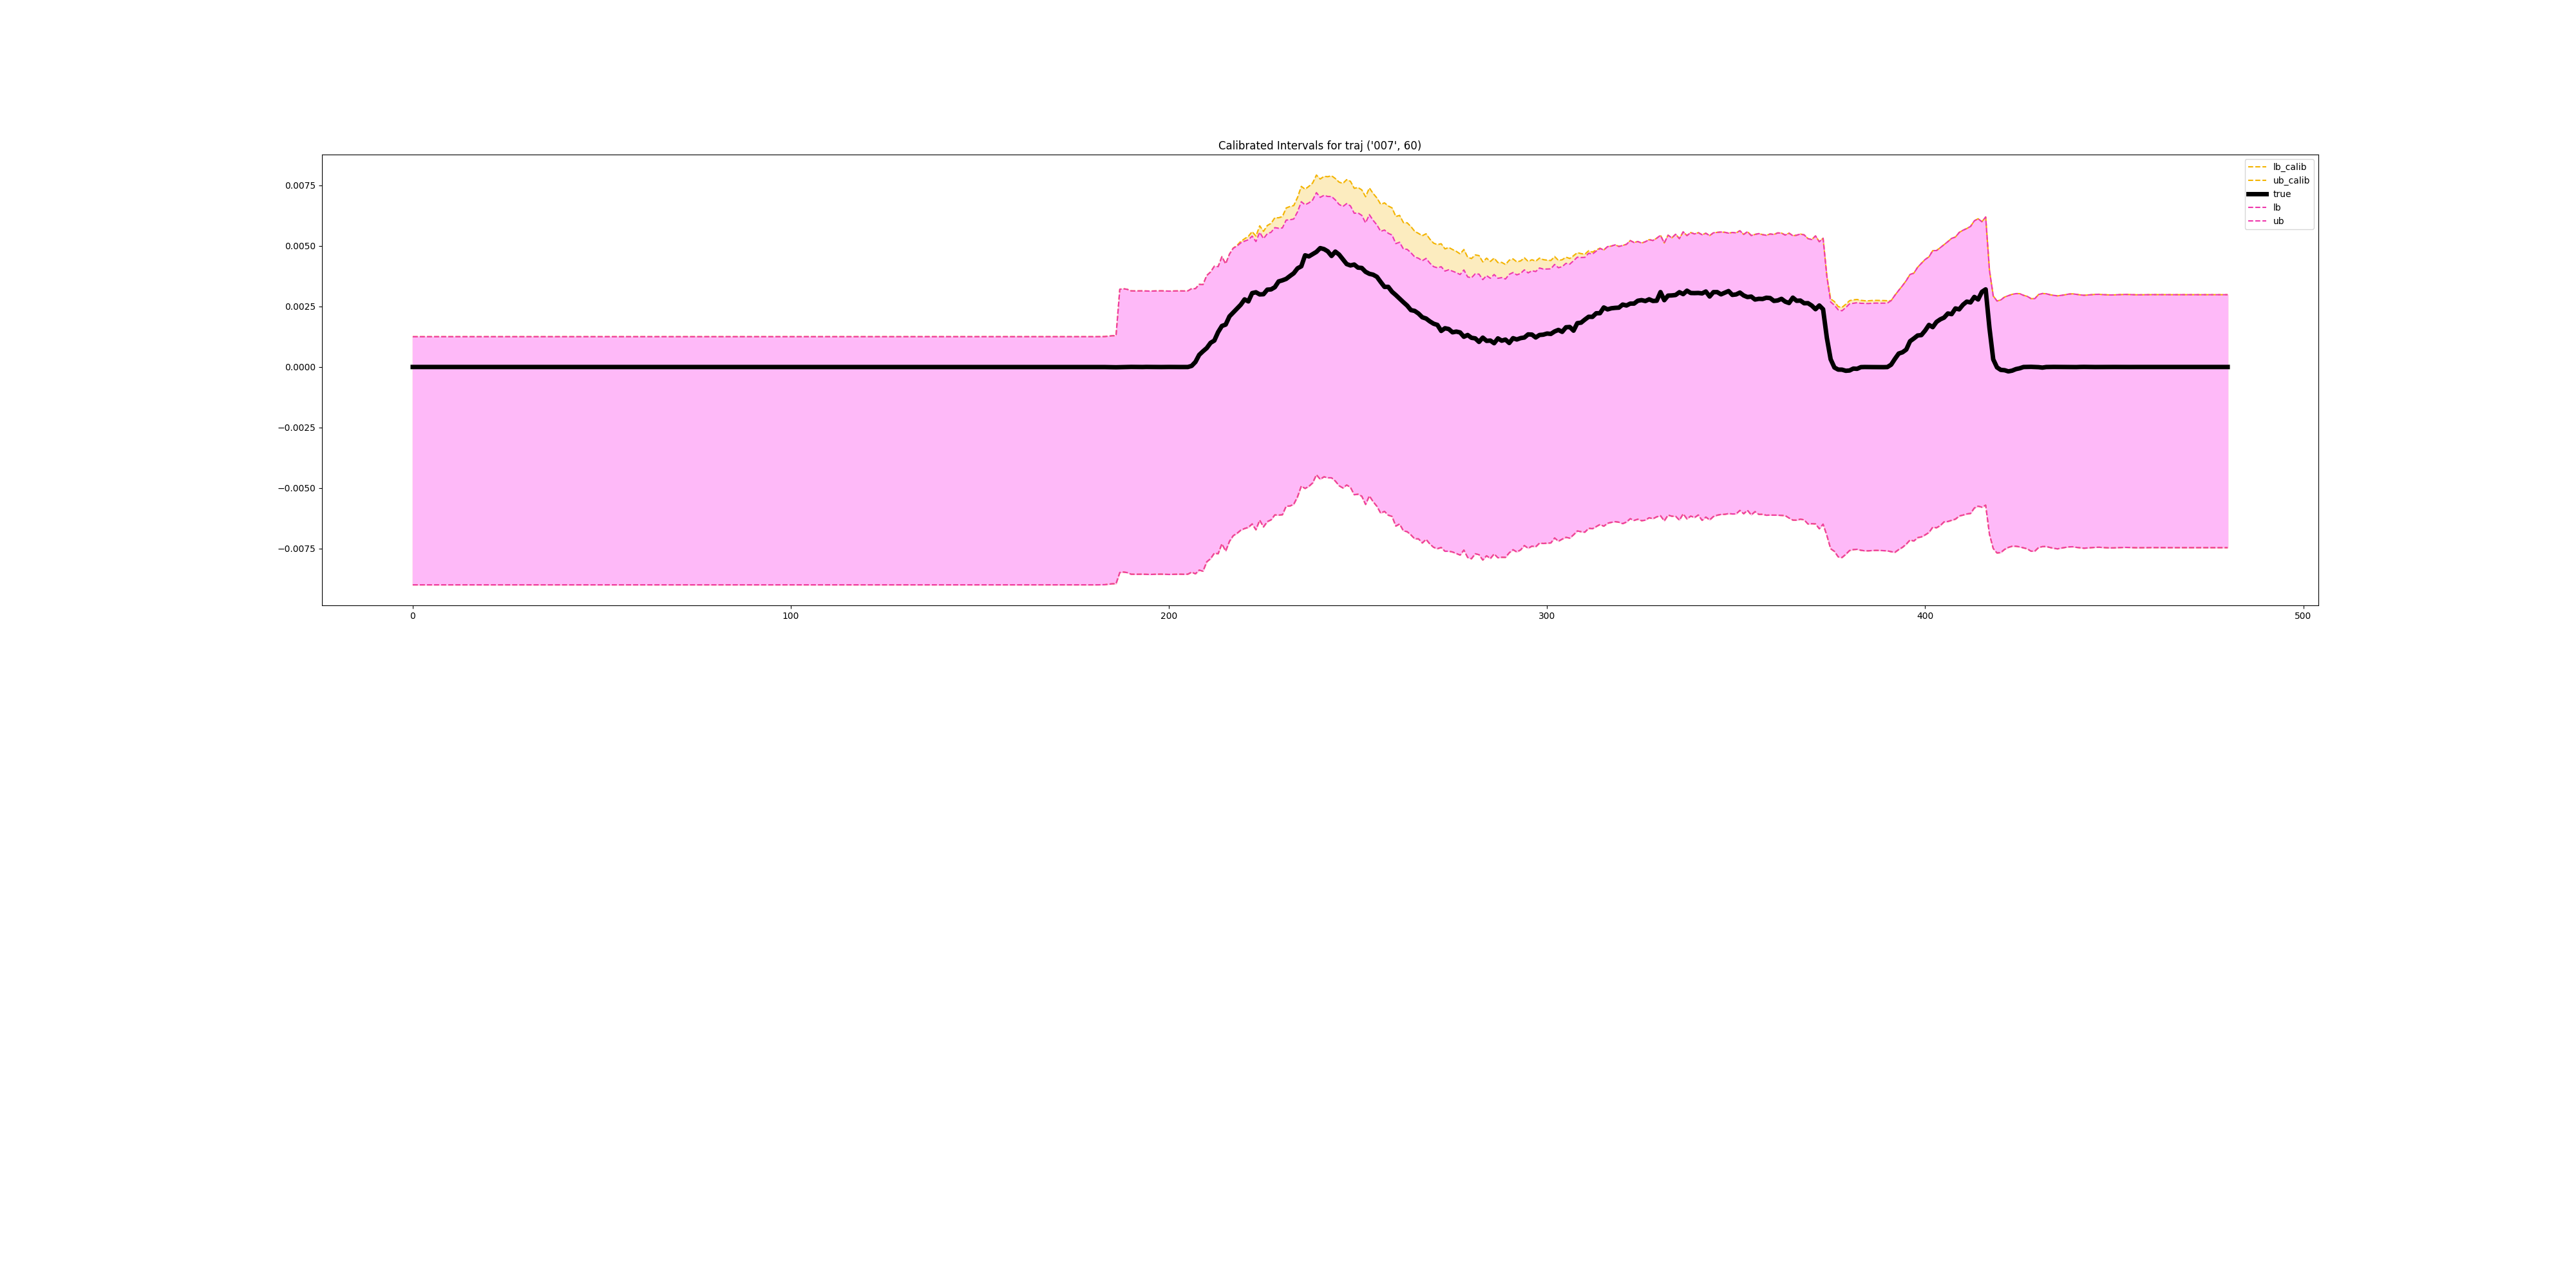 Calibrated Intervals for traj ('007', 60)
lb_calib
ub_calib
true
lb
ub
0.0075
0.0050
0.0025
0.0000
−0.0025
−0.0050
−0.0075
0 100 200 300 400 500